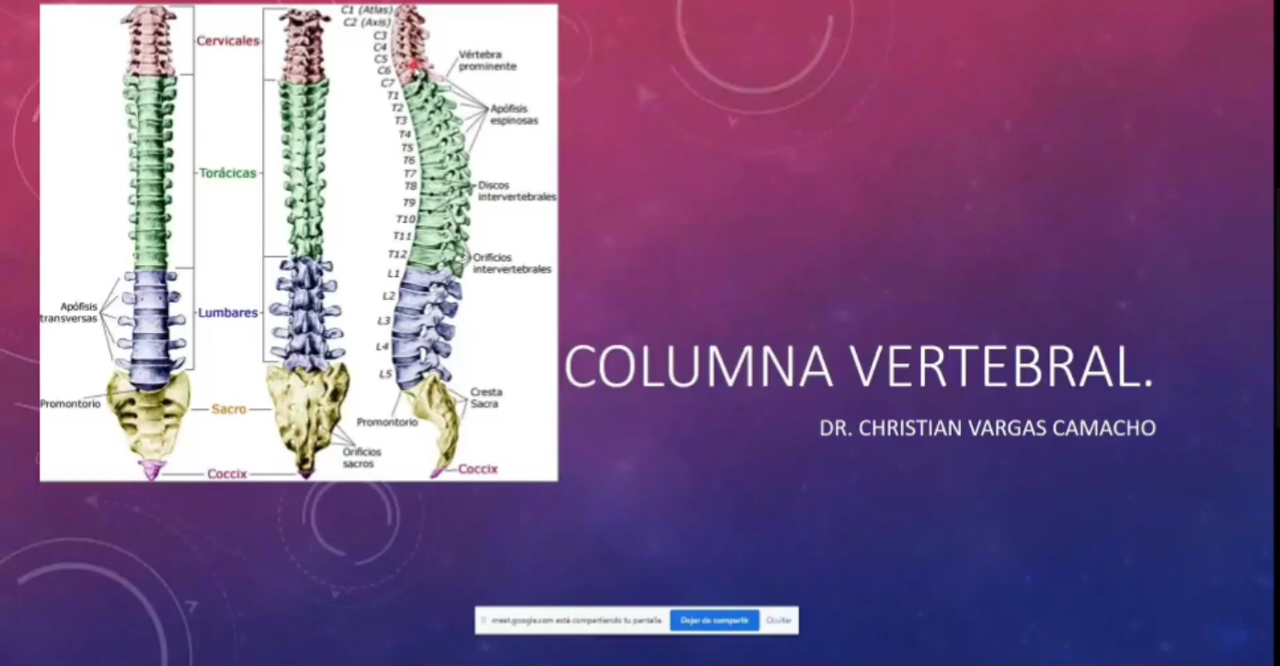 Cervicales
Torácicas
Apófisis
transversas
Lumbares
Promontorio
Sacro
Coccix
C1 (Atlas)
C2 (Axis)
C3
C4
C5
C6
C7
T1
T2
T3
T4
T5
T6
T7
T8
T9
T10
T11
T12
L1
L2
L3
L4
L5
Vértebra
prominente
Apófisis
espinosas
Discos
intervertebrales
Orificios
intervertebrales
Cresta
Sacra
Promontorio
Orificios
sacros
Coccix
COLUMNA VERTEBRAL.
DR. CHRISTIAN VARGAS CAMACHO
meet.google.com está compartiendo tu pantalla.
Dejar de compartir
Ocultar